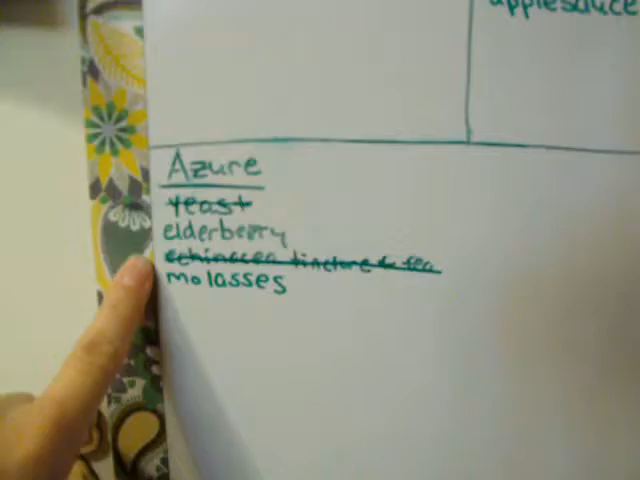 applesauce
Azure
yeast
elderberry
echinacea tincture & tea
molasses